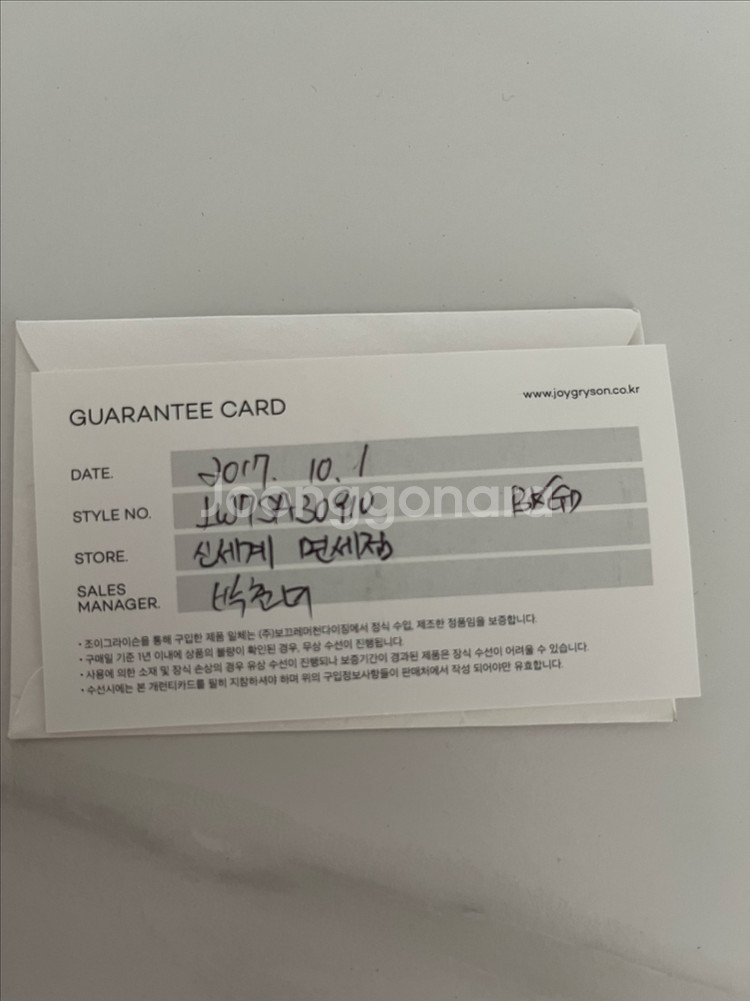 GUARANTEE CARD
www.joygryson.co.kr
DATE. 2017. 10. 1
STYLE NO. BK/GD
STORE. 신세계 면세점
SALES MANAGER.
Joonggonara
• 조이그라이슨을 통해 구입한 제품 일체는 (주)보끄레머천다이징에서 정식 수입, 제조한 정품임을 보증합니다.
• 구매일 기준 1년 이내에 상품의 불량이 확인된 경우, 무상 수선이 진행됩니다.
• 사용에 의한 소재 및 장식 손상의 경우 유상 수선이 진행되나 보증기간이 경과된 제품은 장식 수선이 어려울 수 있습니다.
• 수선시에는 본 개런티카드를 필히 지참하셔야 하며 위의 구입정보사항들이 판매처에서 작성 되어야만 유효합니다.